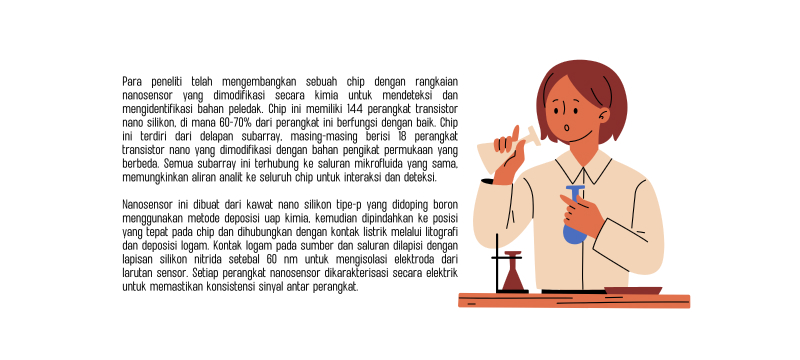 Para peneliti telah mengembangkan sebuah chip dengan rangkaian
nanosensor yang dimodifikasi secara kimia untuk mendeteksi dan
mengidentifikasi bahan peledak. Chip ini memiliki 144 perangkat transistor
nano silikon, di mana 60-70% dari perangkat ini berfungsi dengan baik. Chip
ini terdiri dari delapan subarray, masing-masing berisi 18 perangkat
transistor nano yang dimodifikasi dengan bahan pengikat permukaan yang
berbeda. Semua subarray ini terhubung ke saluran mikrofluida yang sama,
memungkinkan aliran analit ke seluruh chip untuk interaksi dan deteksi.
Nanosensor ini dibuat dari kawat nano silikon tipe-p yang didoping boron
menggunakan metode deposisi uap kimia, kemudian dipindahkan ke posisi
yang tepat pada chip dan dihubungkan dengan kontak listrik melalui litografi
dan deposisi logam. Kontak logam pada sumber dan saluran dilapisi dengan
lapisan silikon nitrida setebal 60 nm untuk mengisolasi elektroda dari
larutan sensor. Setiap perangkat nanosensor dikarakterisasi secara elektrik
untuk memastikan konsistensi sinyal antar perangkat.